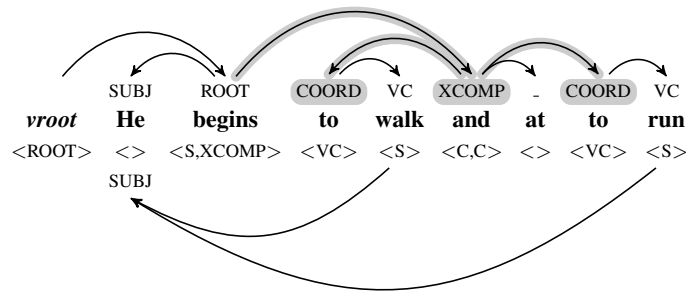 SUBJ ROOT COORD VC XCOMP _ COORD VC
vroot He begins to walk and at to run
<ROOT> <> <S,XCOMP> <VC> <S> <C,C> <> <VC> <S>
SUBJ